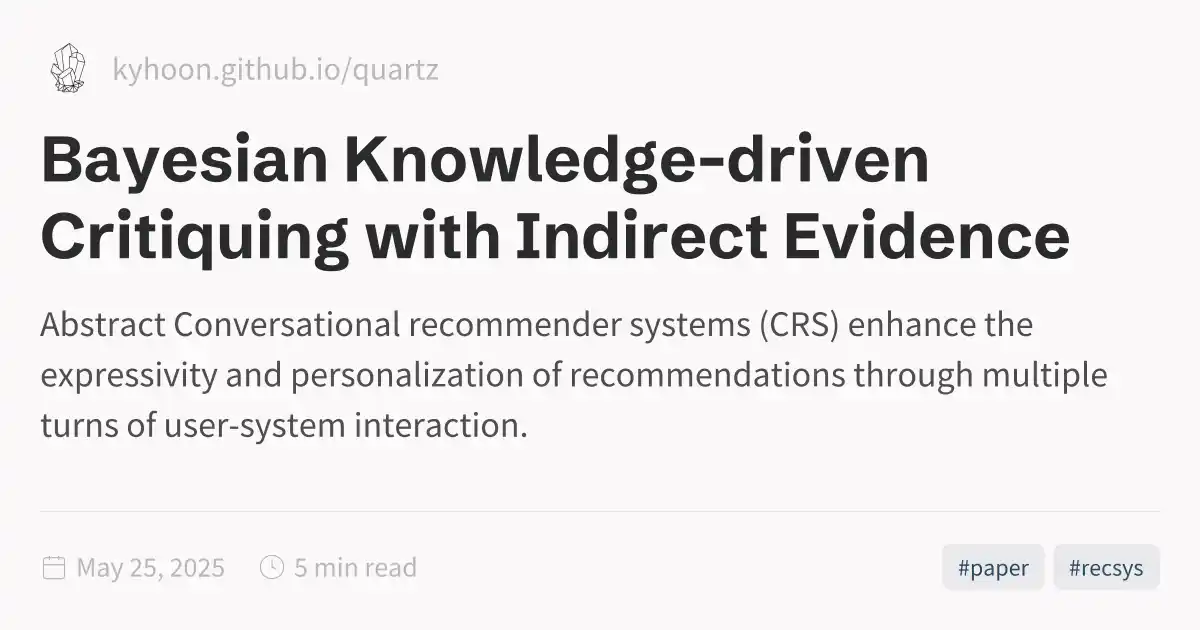 kyhoon.github.io/quartz
Bayesian Knowledge-driven
Critiquing with Indirect Evidence
Abstract Conversational recommender systems (CRS) enhance the
expressivity and personalization of recommendations through multiple
turns of user-system interaction.
May 25, 2025 5 min read #paper #recsys